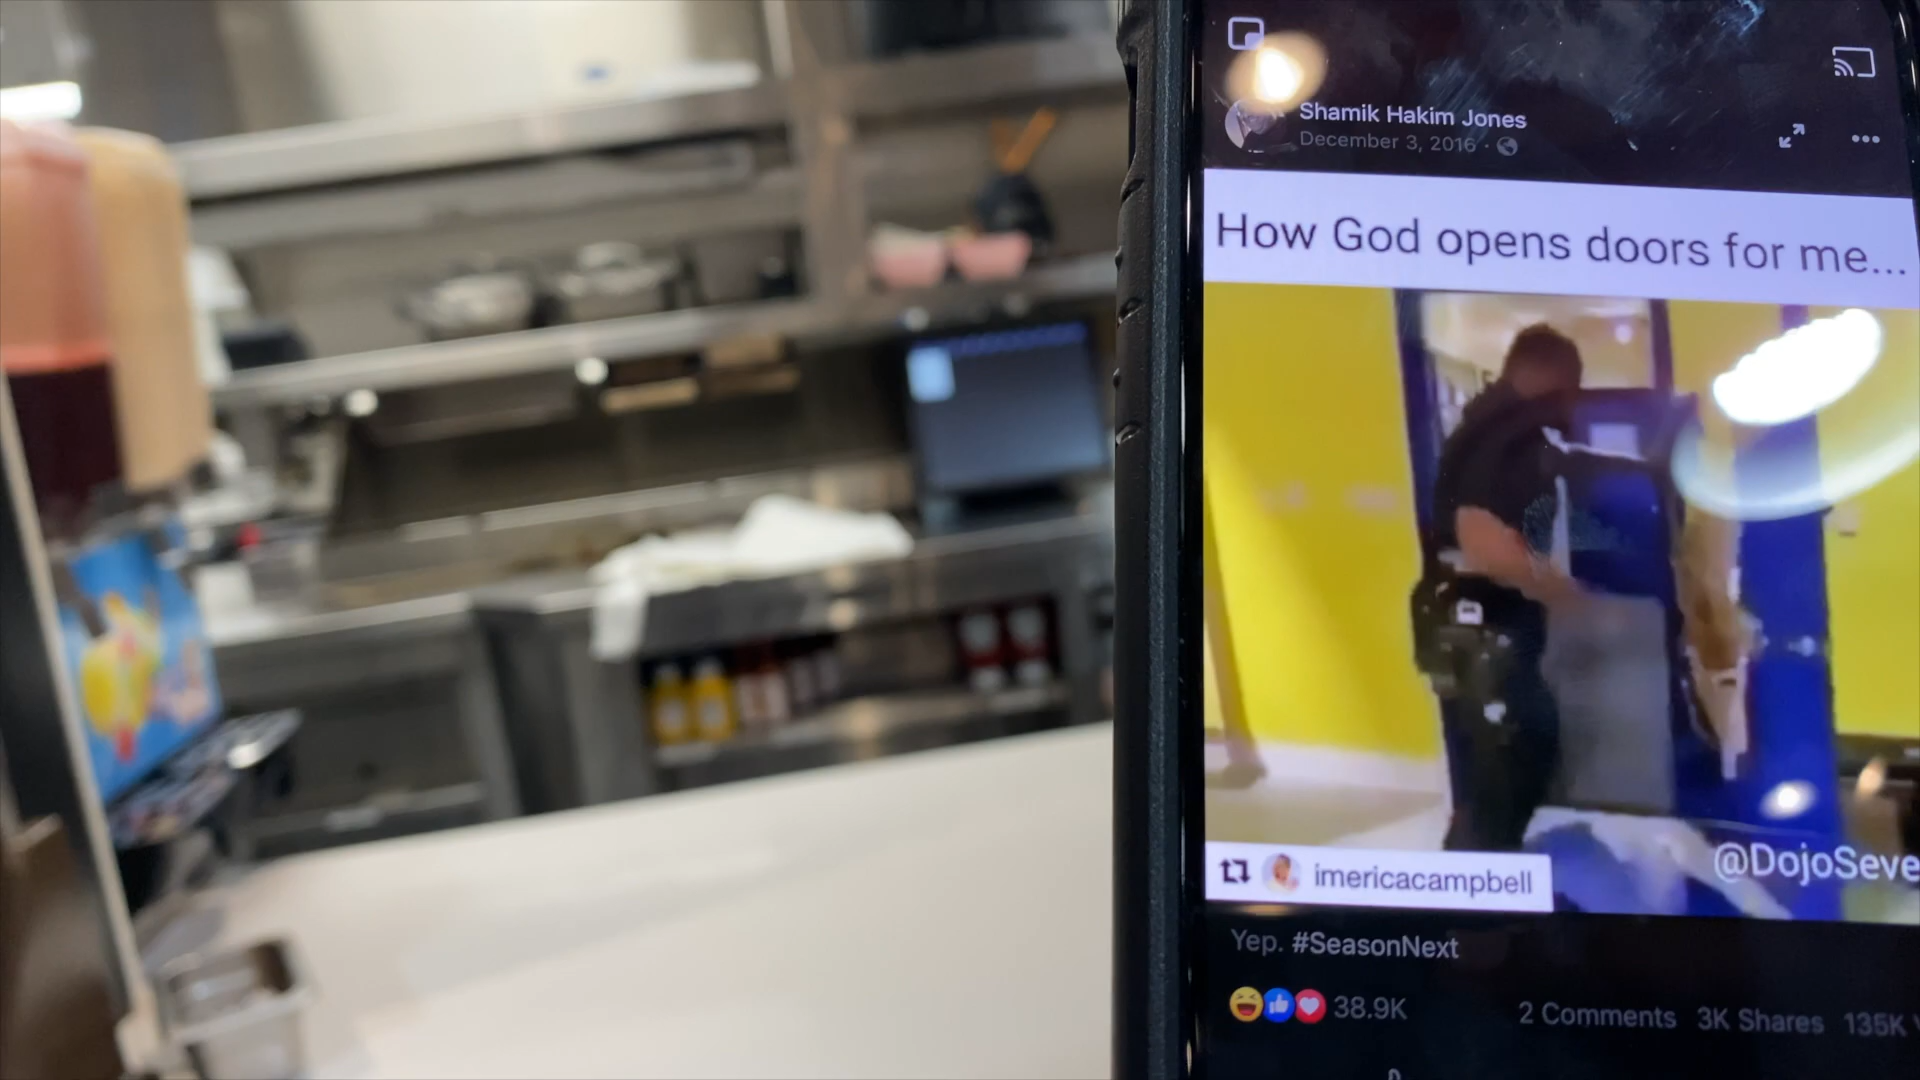 Shamik Hakim Jones
December 3, 2016
How God opens doors for me...
imericacampbell
@DojoSeve
Yep. #SeasonNext
38.9K
2 Comments 3K Shares 135K